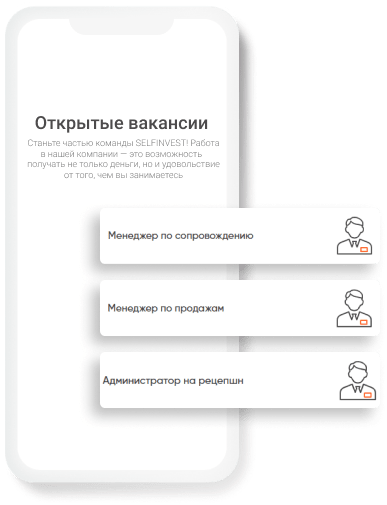 Открытые вакансии
Станьте частью команды SELFINVEST! Работа
в нашей компании — это возможность
получать не только деньги, но и удовольствие
от того, чем вы занимаетесь
Менеджер по сопровождению
Менеджер по продажам
Администратор на рецепшн